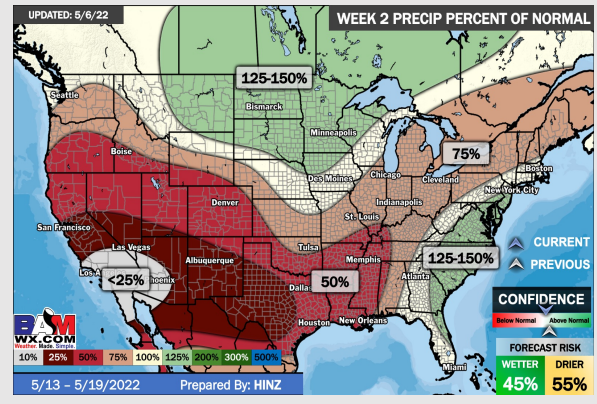 UPDATED: 5/6/22
WEEK 2 PRECIP PERCENT OF NORMAL
Seattle
125-150%
Bismarck
Minneapolis
Boise
75%
Boston
Des Moines
Chicago
Cleveland
New York City
Denver
Indianapolis
St. Louis
San Francisco
Las Vegas
Tulsa
CURRENT
Albuquerque
Memphis
125-150%
PREVIOUS
Los A
<25%
hoenix
Dalla
50%
Atlanta
CONFIDENCE
Below Normal
Above Normal
Houston
New Orleans
BAM
WX.COM
Weather. Made. Simple.
FORECAST RISK
10% 25% 50% 75% 100% 125% 200% 300% 500%
Miami
WETTER
DRIER
45%
55%
5/13 – 5/19/2022
Prepared By: HINZ